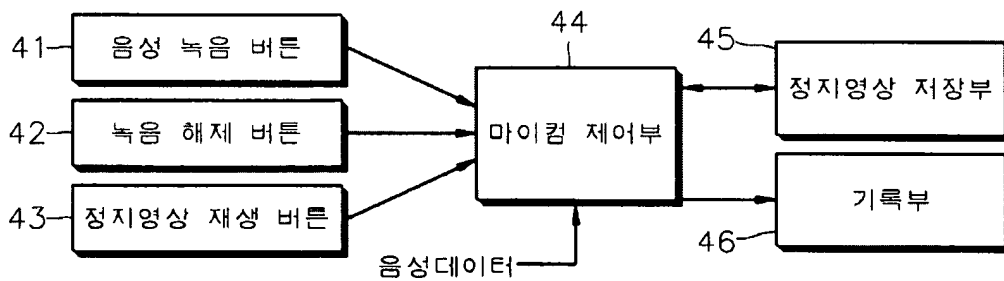 41
음성 녹음 버튼
42
녹음 해제 버튼
43
정지영상 재생 버튼
44
마이컴 제어부
음성데이터
45
정지영상 저장부
기록부
46